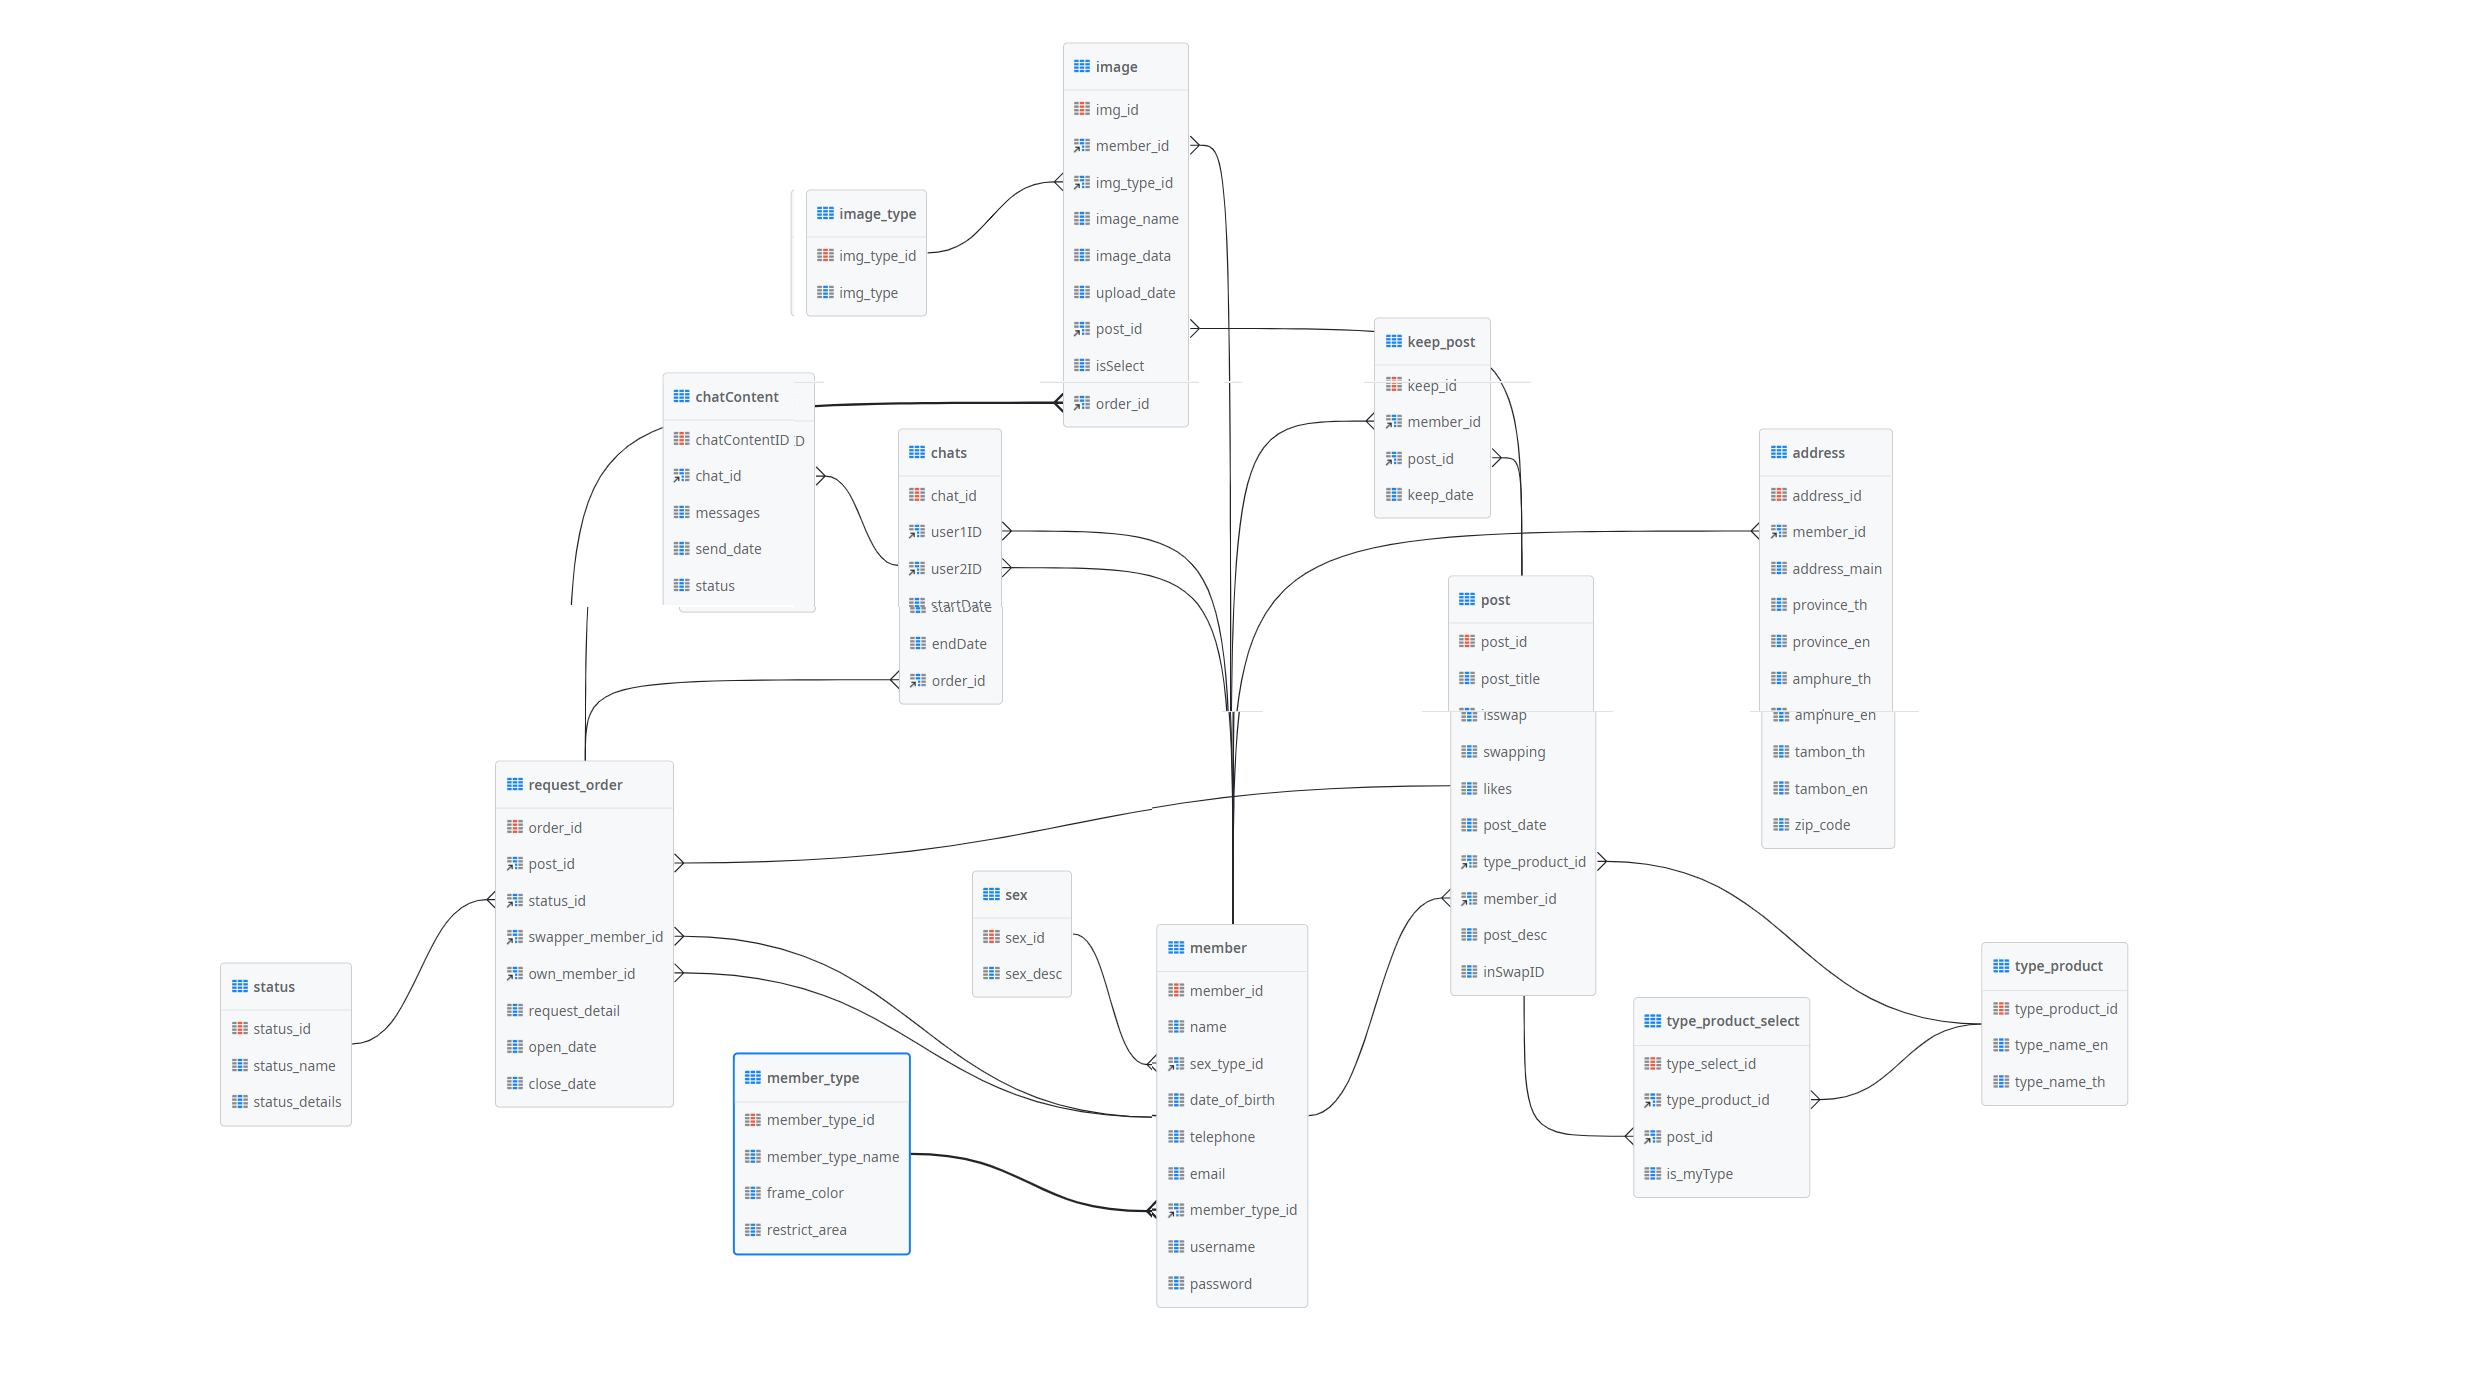 image
img_id
member_id
img_type_id
image_name
image_data
upload_date
post_id
isSelect
order_id
image_type
img_type_id
img_type
keep_post
keep_id
member_id
post_id
keep_date
chatContent
chatContentID D
chat_id
messages
send_date
status
chats
chat_id
user1ID
user2ID
startDate
endDate
order_id
address
address_id
member_id
address_main
province_th
province_en
amphure_th
amphure_en
tambon_th
tambon_en
zip_code
post
post_id
post_title
isswap
swapping
likes
post_date
type_product_id
member_id
post_desc
inSwapID
request_order
order_id
post_id
status_id
swapper_member_id
own_member_id
request_detail
open_date
close_date
sex
sex_id
sex_desc
member
member_id
name
sex_type_id
date_of_birth
telephone
email
member_type_id
username
password
status
status_id
status_name
status_details
member_type
member_type_id
member_type_name
frame_color
restrict_area
type_product_select
type_select_id
type_product_id
post_id
is_myType
type_product
type_product_id
type_name_en
type_name_th